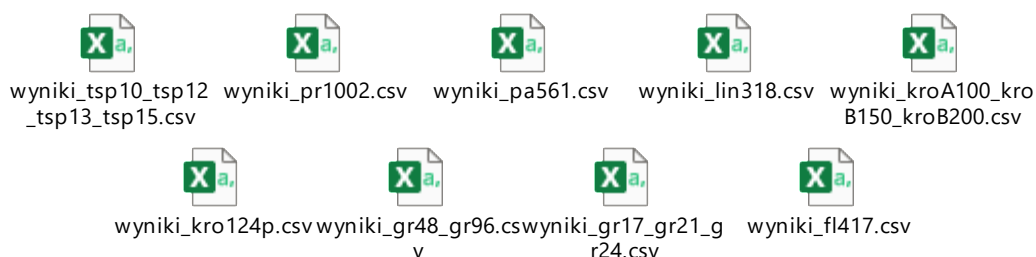 wyniki_tsp10_tsp12
_tsp13_tsp15.csv
wyniki_pr1002.csv
wyniki_pa561.csv
wyniki_lin318.csv
wyniki_kroA100_kro
B150_kroB200.csv
wyniki_kro124p.csv
wyniki_gr48_gr96.cs
v
wyniki_gr17_gr21_g
r24.csv
wyniki_fl417.csv